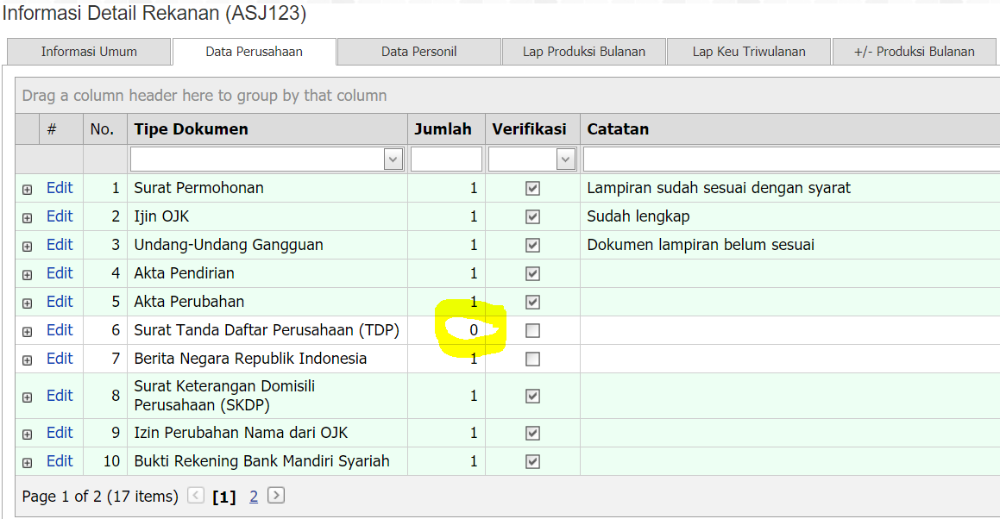 Informasi Detail Rekanan (ASJ123)
Informasi Umum Data Perusahaan Data Personil Lap Produksi Bulanan Lap Keu Triwulanan +/- Produksi Bulanan
Drag a column header here to group by that column
# No. Tipe Dokumen Jumlah Verifikasi Catatan
Edit 1 Surat Permohonan 1 Lampiran sudah sesuai dengan syarat
Edit 2 Ijin OJK 1 Sudah lengkap
Edit 3 Undang-Undang Gangguan 1 Dokumen lampiran belum sesuai
Edit 4 Akta Pendirian 1
Edit 5 Akta Perubahan 1
Edit 6 Surat Tanda Daftar Perusahaan (TDP) 0
Edit 7 Berita Negara Republik Indonesia 1
Edit 8 Surat Keterangan Domisili
Perusahaan (SKDP) 1
Edit 9 Izin Perubahan Nama dari OJK 1
Edit 10 Bukti Rekening Bank Mandiri Syariah 1
Page 1 of 2 (17 items) [1] 2